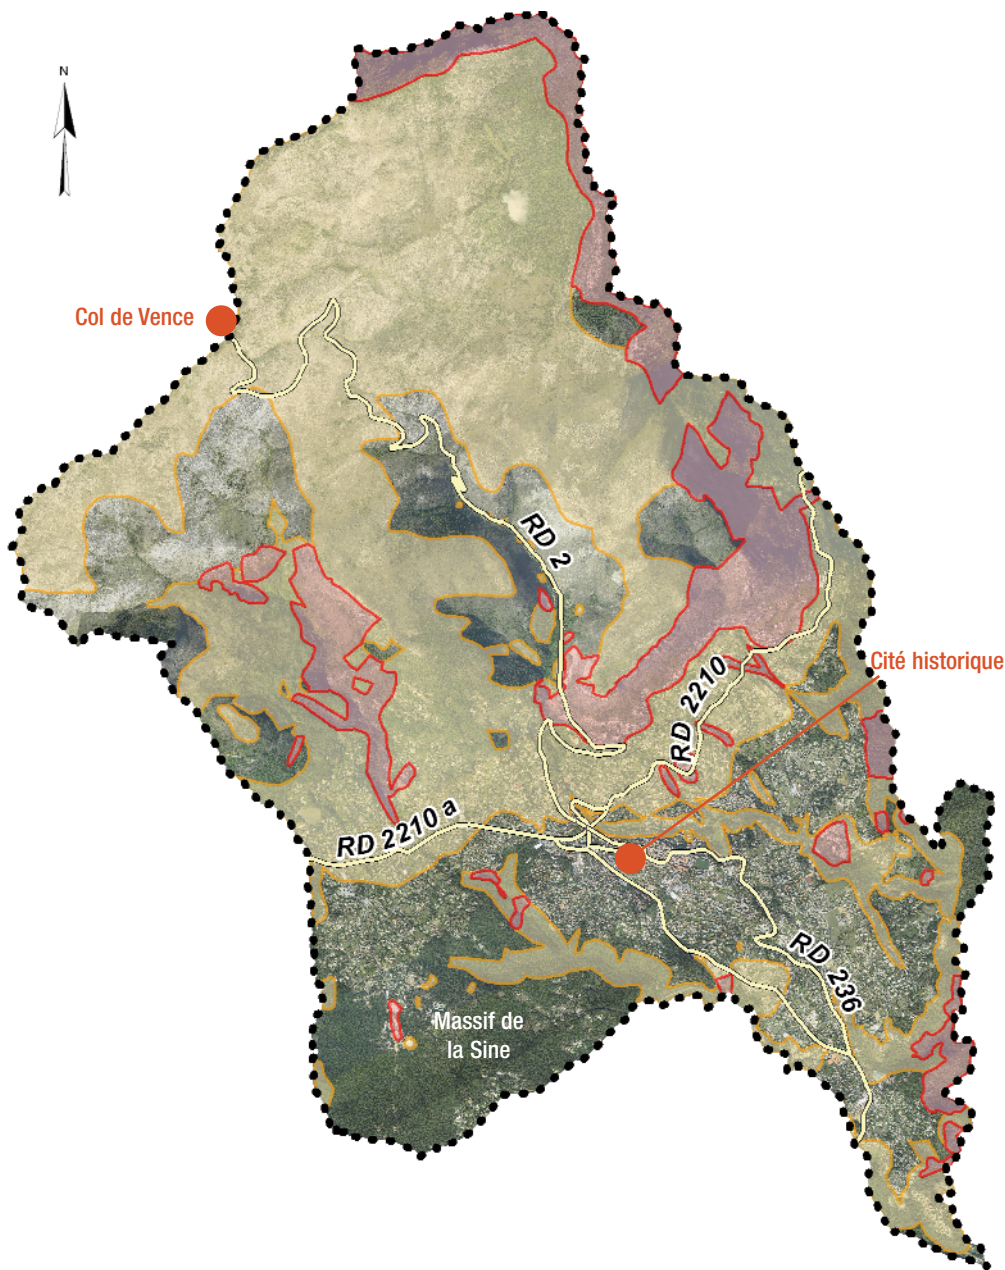 N
Col de Vence
RD 2
Cité historique
RD 2210
RD 2210 a
RD 236
Massif de
la Sine